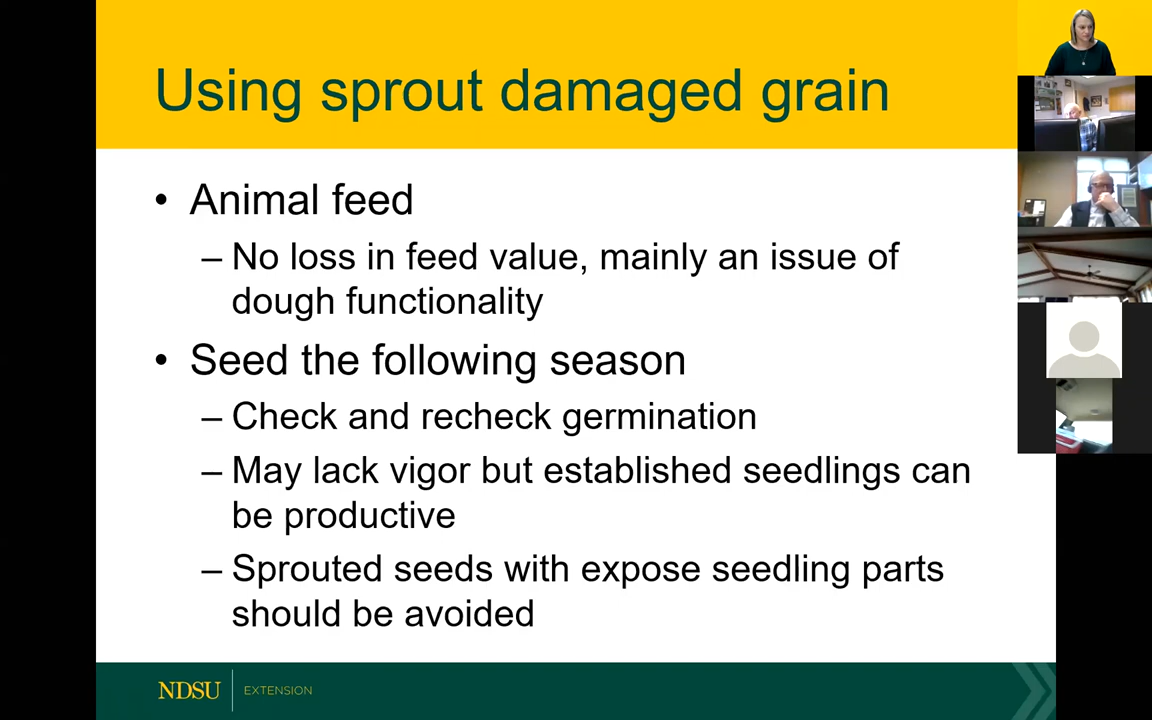 Using sprout damaged grain
• Animal feed
– No loss in feed value, mainly an issue of
dough functionality
• Seed the following season
– Check and recheck germination
– May lack vigor but established seedlings can
be productive
– Sprouted seeds with expose seedling parts
should be avoided
NDSU EXTENSION